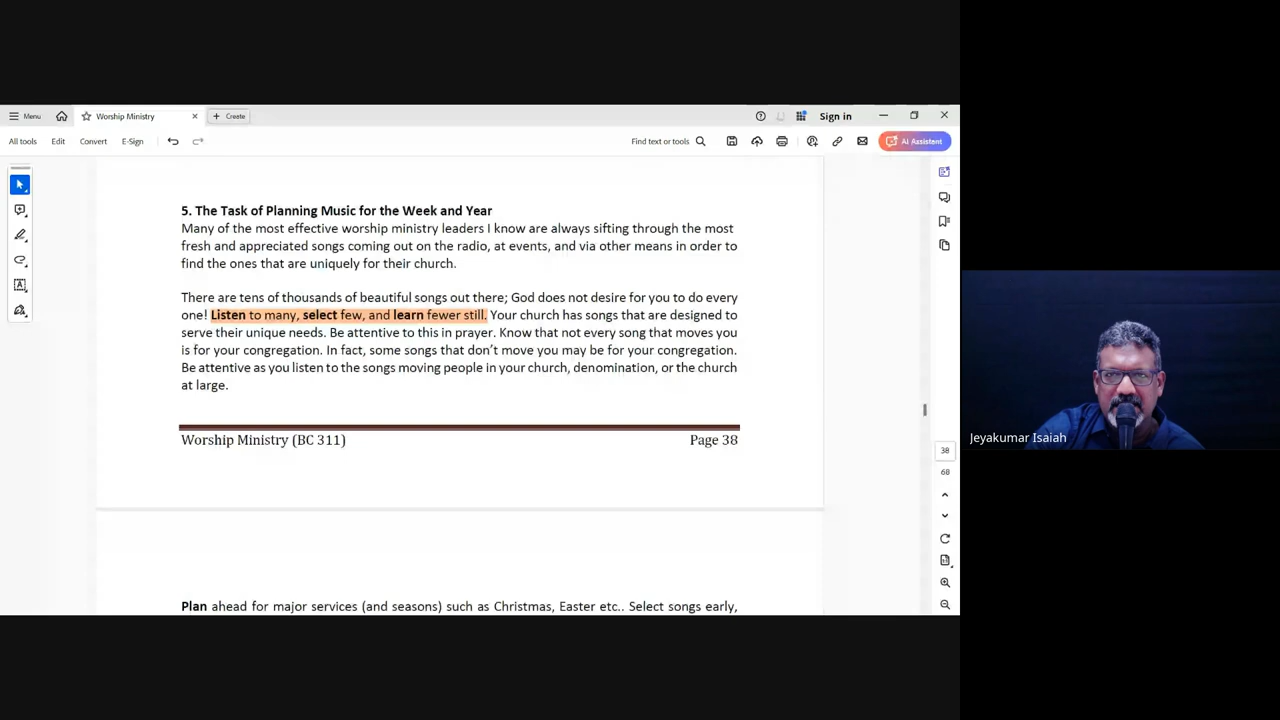 Menu
Worship Ministry
Create
Sign in
All tools
Edit
Convert
E-Sign
Find text or tools
AI Assistant
5. The Task of Planning Music for the Week and Year
Many of the most effective worship ministry leaders I know are always sifting through the most
fresh and appreciated songs coming out on the radio, at events, and via other means in order to
find the ones that are uniquely for their church.
There are tens of thousands of beautiful songs out there; God does not desire for you to do every
one! Listen to many, select few, and learn fewer still. Your church has songs that are designed to
serve their unique needs. Be attentive to this in prayer. Know that not every song that moves you
is for your congregation. In fact, some songs that don’t move you may be for your congregation.
Be attentive as you listen to the songs moving people in your church, denomination, or the church
at large.
Worship Ministry (BC 311)
Page 38
Plan ahead for major services (and seasons) such as Christmas, Easter etc.. Select songs early,
38
68
Jeyakumar Isaiah